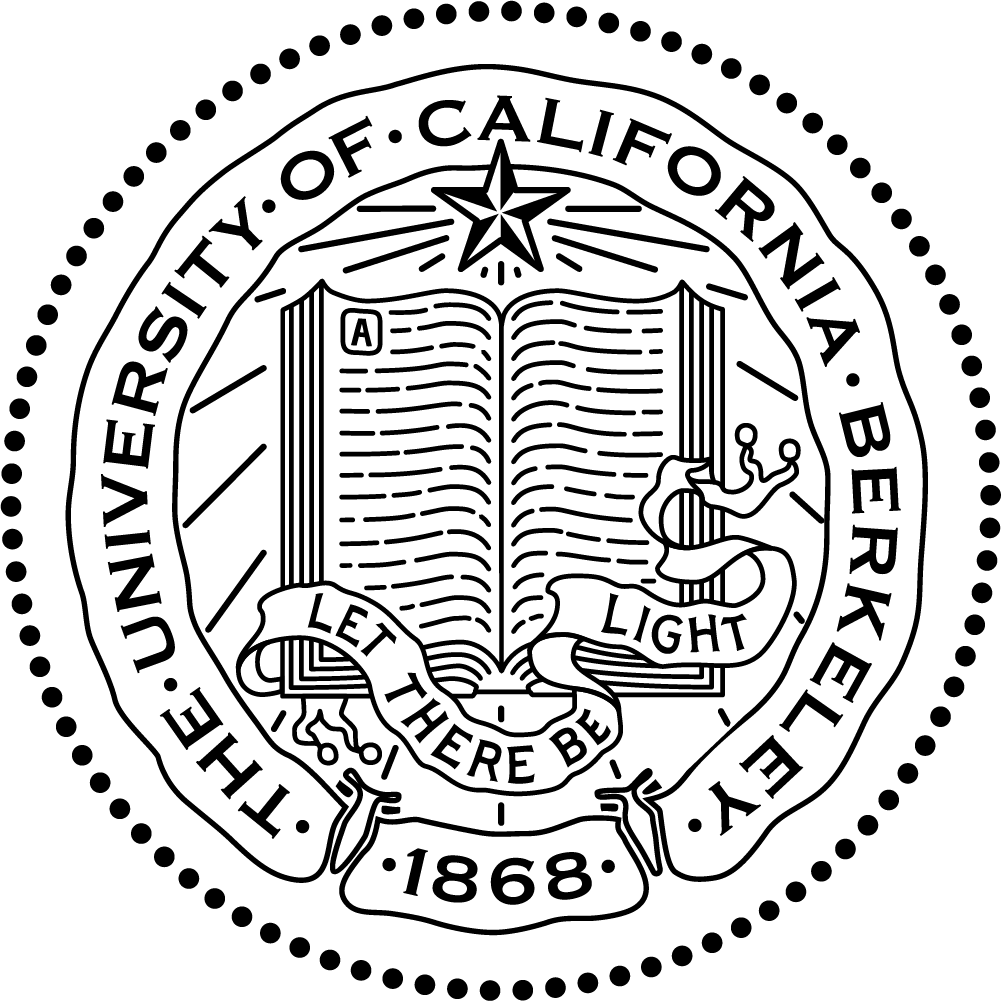 ·THE·UNIVERSITY·OF·CALIFORNIA·BERKELEY·
A
LET THERE BE LIGHT
·1868·